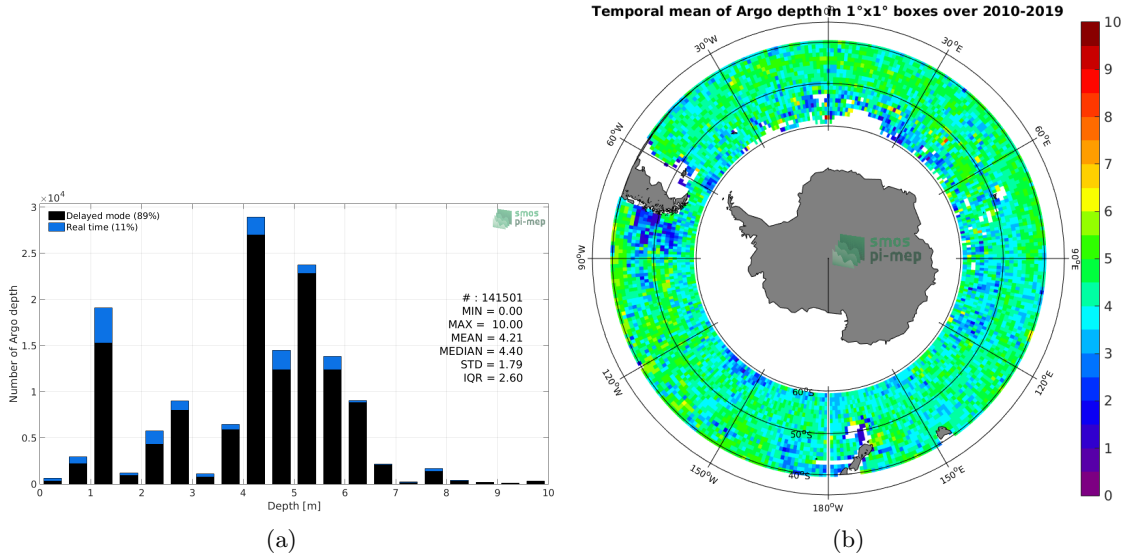 Temporal mean of Argo depth in 1°x1° boxes over 2010-2019
×10⁴
3
2.5
2
1.5
1
0.5
0
Number of Argo depth
Delayed mode (89%)
Real time (11%)
smos
pi-mep
# : 141501
MIN = 0.00
MAX = 10.00
MEAN = 4.21
MEDIAN = 4.40
STD = 1.79
IQR = 2.60
0 1 2 3 4 5 6 7 8 9 10
Depth [m]
(a)
0°
30°W
30°E
60°W
60°E
90°W
90°E
120°W
120°E
150°W
150°E
180°W
60°S
50°S
40°S
smos
pi-mep
10
9
8
7
6
5
4
3
2
1
0
(b)